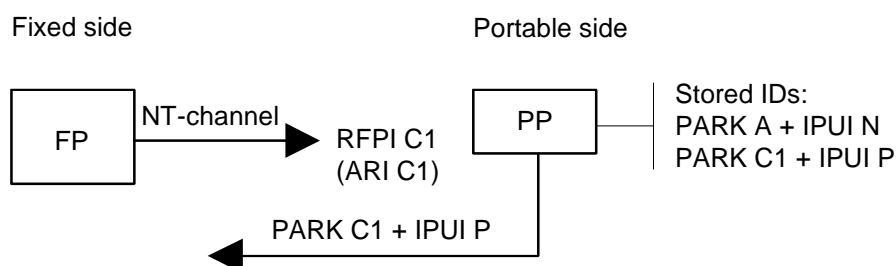 Fixed side
Portable side
FP
NT-channel
RFPI C1
(ARI C1)
PP
Stored IDs:
PARK A + IPUI N
PARK C1 + IPUI P
PARK C1 + IPUI P